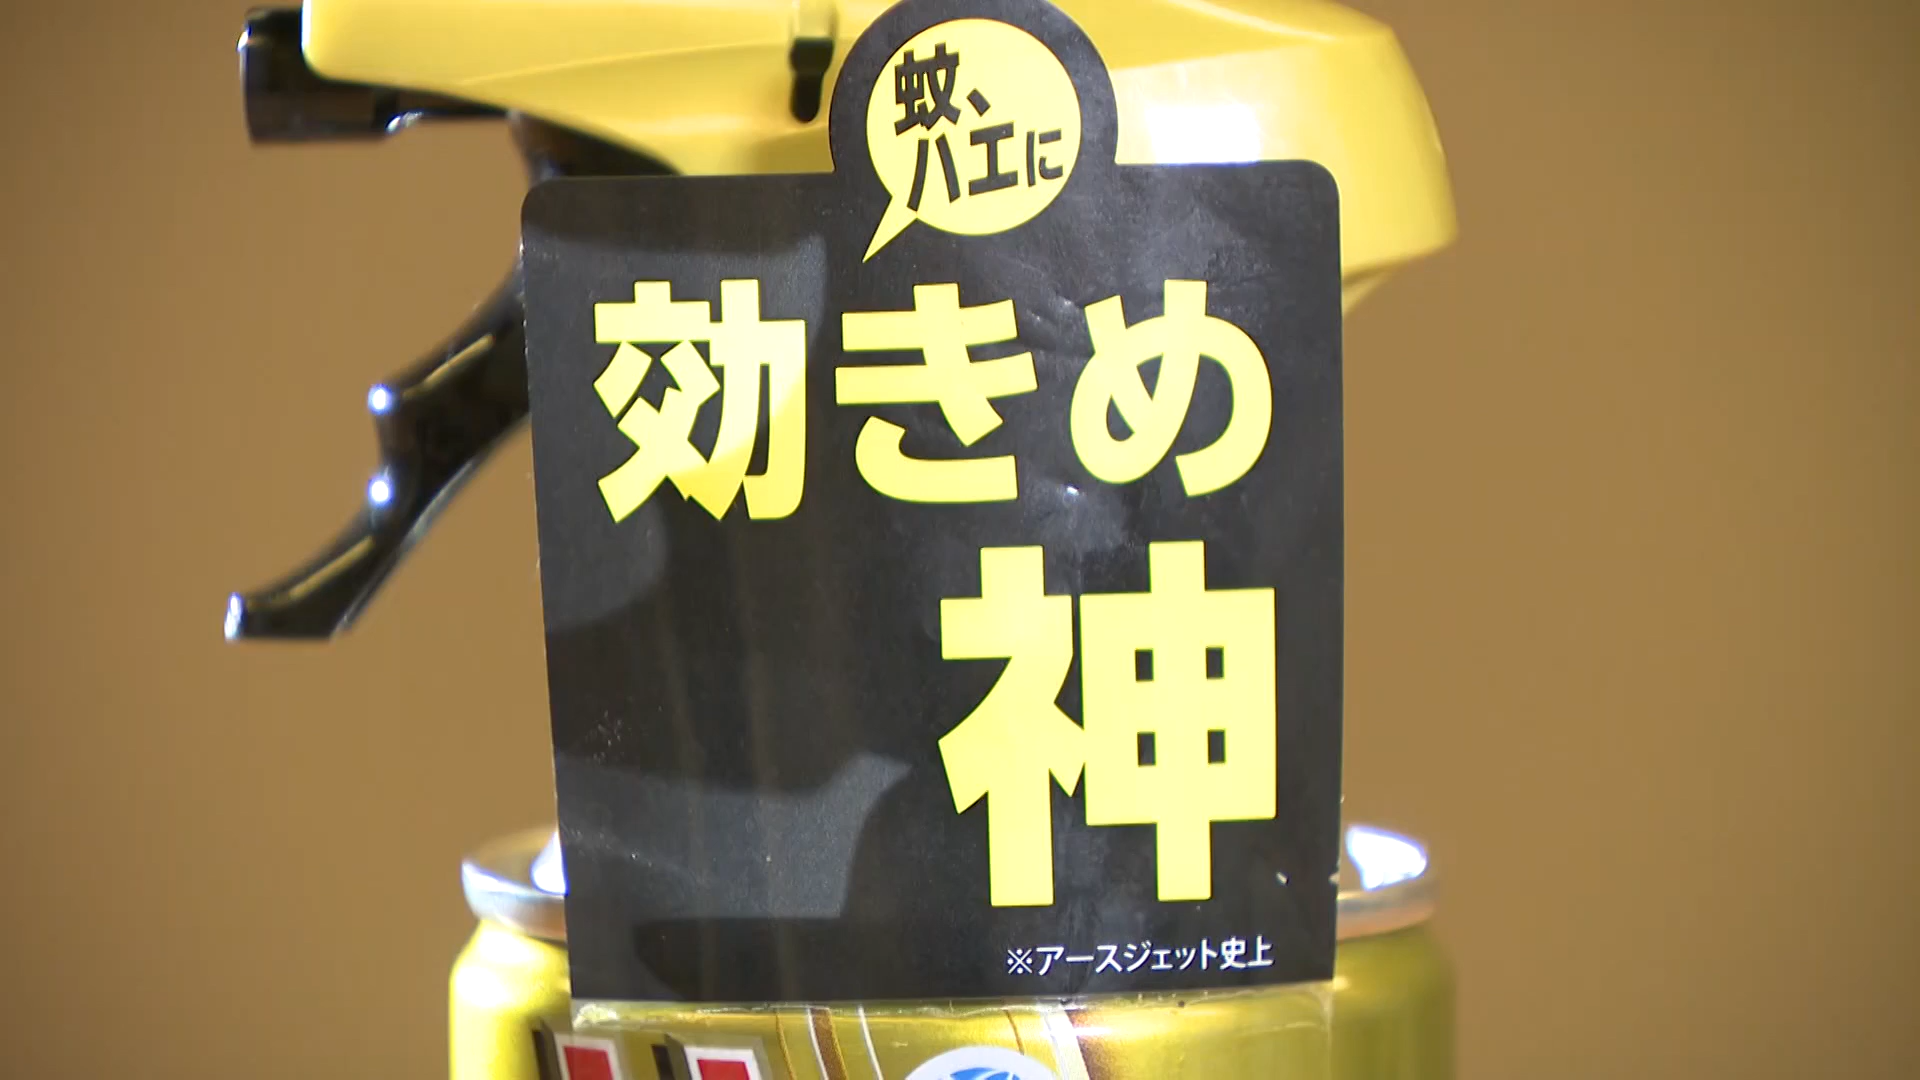 蚊、
ハエに
効きめ
神
※アースジェット史上